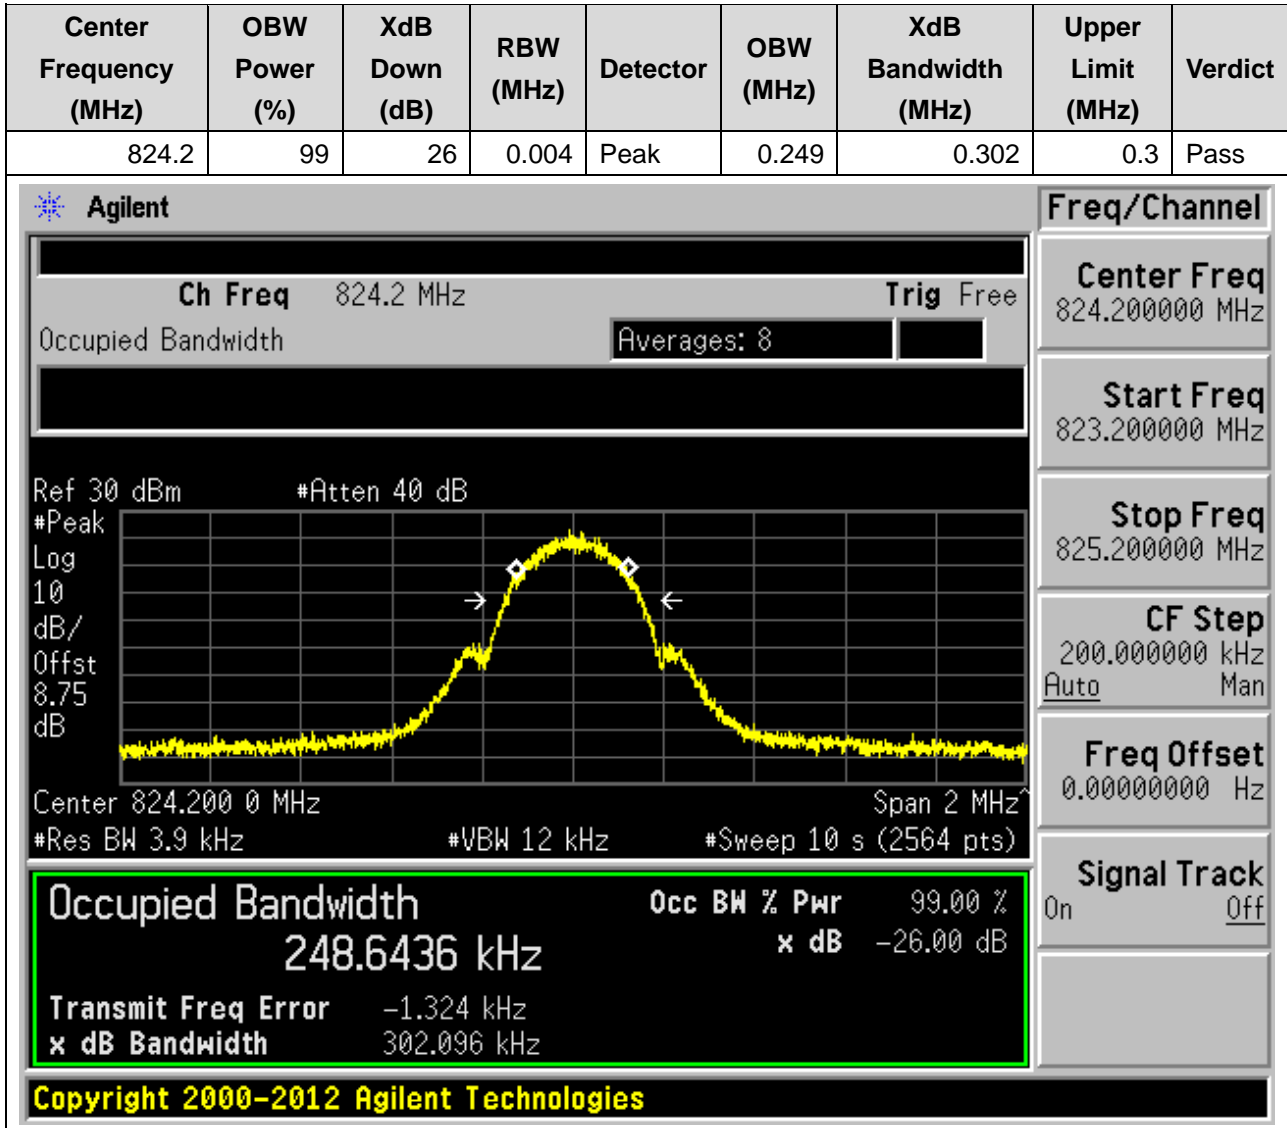 Center Frequency (MHz) OBW Power (%) XdB Down (dB) RBW (MHz) Detector OBW (MHz) XdB Bandwidth (MHz) Upper Limit (MHz) Verdict
824.2 99 26 0.004 Peak 0.249 0.302 0.3 Pass
Agilent
Ch Freq 824.2 MHz Trig Free
Occupied Bandwidth Averages: 8
Ref 30 dBm #Atten 40 dB
#Peak
Log
10
dB/
Offst
8.75
dB
Center 824.200 0 MHz Span 2 MHz^
#Res BW 3.9 kHz #VBW 12 kHz #Sweep 10 s (2564 pts)
Occupied Bandwidth Occ BW % Pwr 99.00 %
248.6436 kHz x dB -26.00 dB
Transmit Freq Error -1.324 kHz
x dB Bandwidth 302.096 kHz
Copyright 2000-2012 Agilent Technologies
Freq/Channel
Center Freq
824.200000 MHz
Start Freq
823.200000 MHz
Stop Freq
825.200000 MHz
CF Step
200.000000 kHz
Auto Man
Freq Offset
0.00000000 Hz
Signal Track
On Off